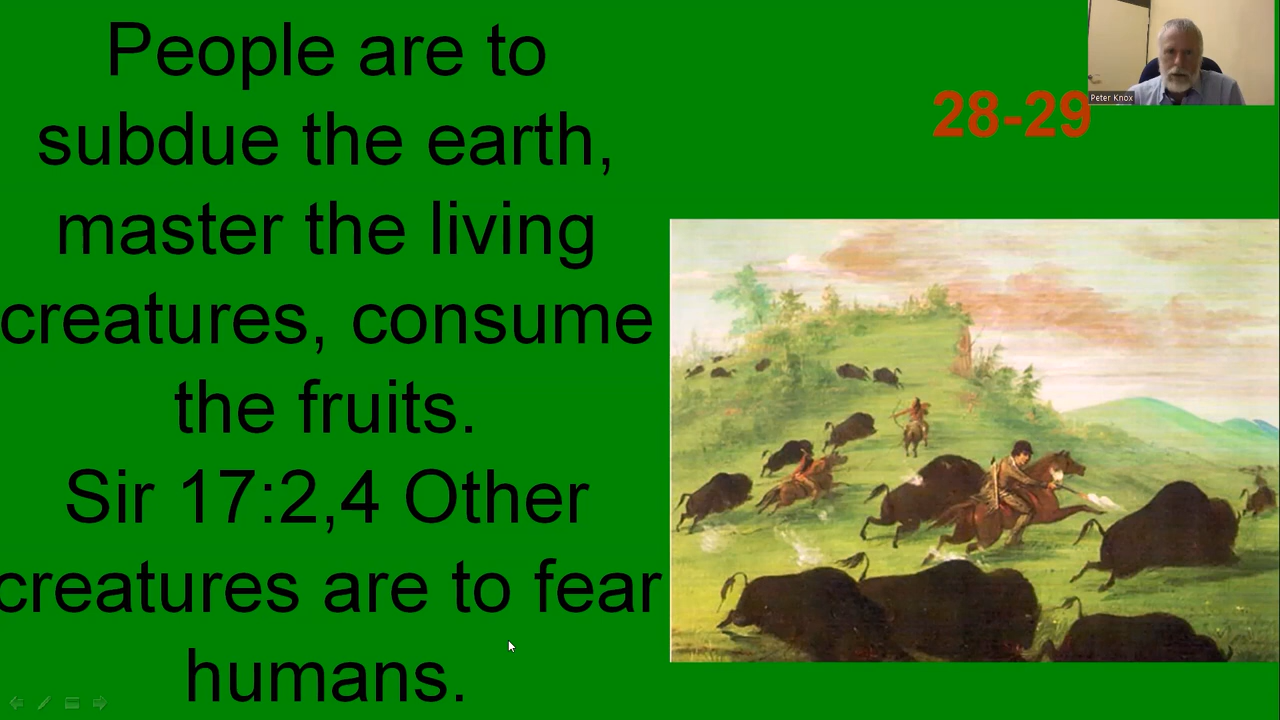 People are to
subdue the earth,
master the living
creatures, consume
the fruits.
Sir 17:2,4 Other
creatures are to fear
humans.
28-29
Peter Knox